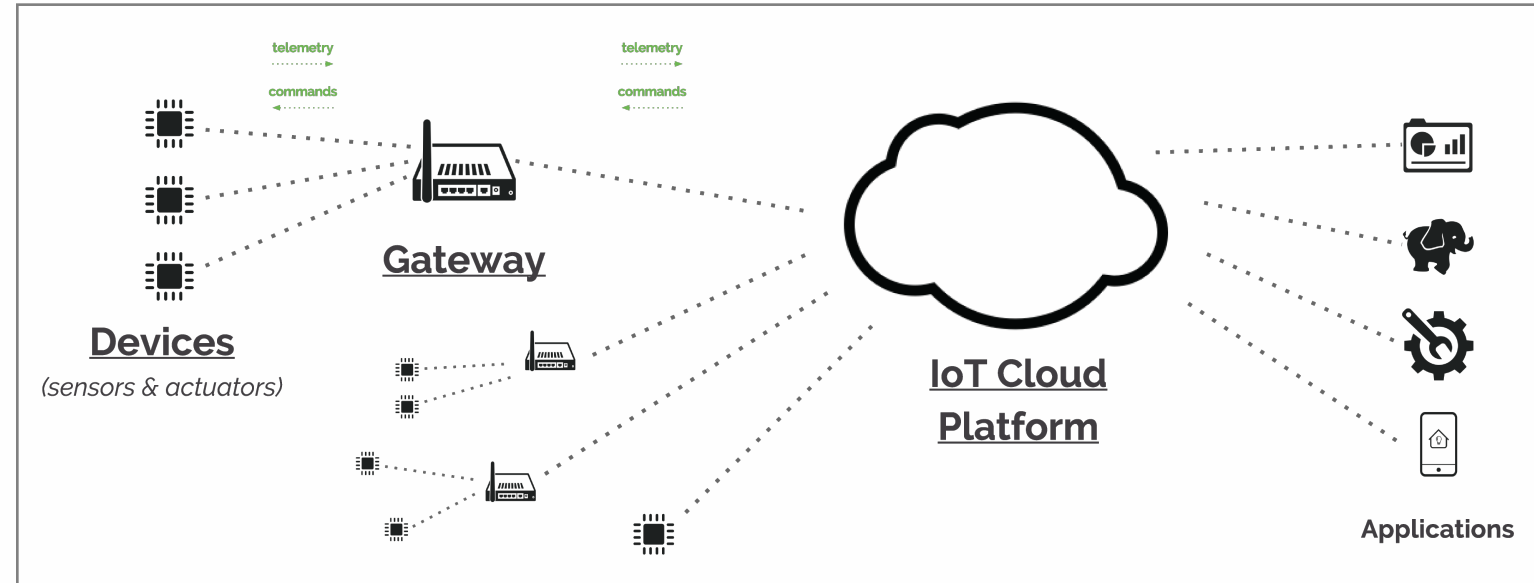 telemetry
commands
telemetry
commands
Gateway
Devices
(sensors & actuators)
IoT Cloud
Platform
Applications